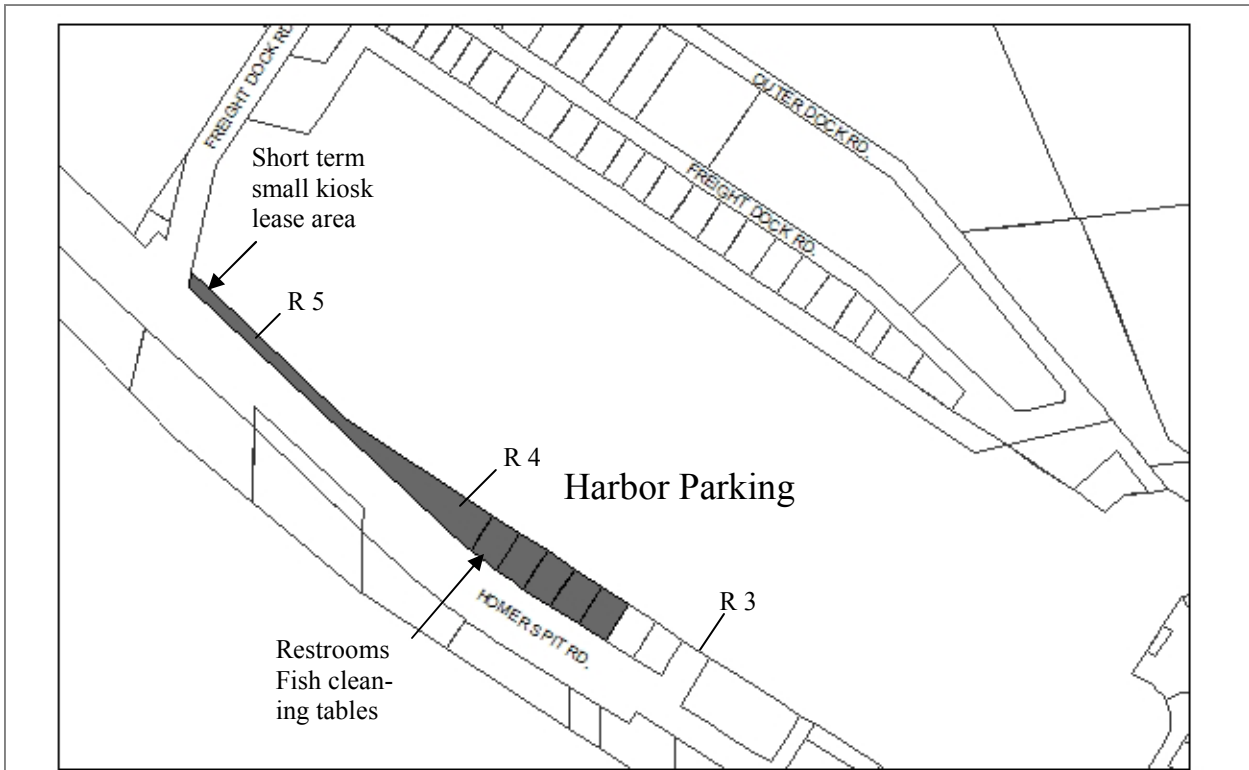 FREIGHT DOCK RD.
OUTER DOCK RD.
Short term
small kiosk
lease area
FREIGHT DOCK RD.
R 5
R 4
Harbor Parking
R 3
HOMER SPIT RD.
Restrooms
Fish clean-
ing tables